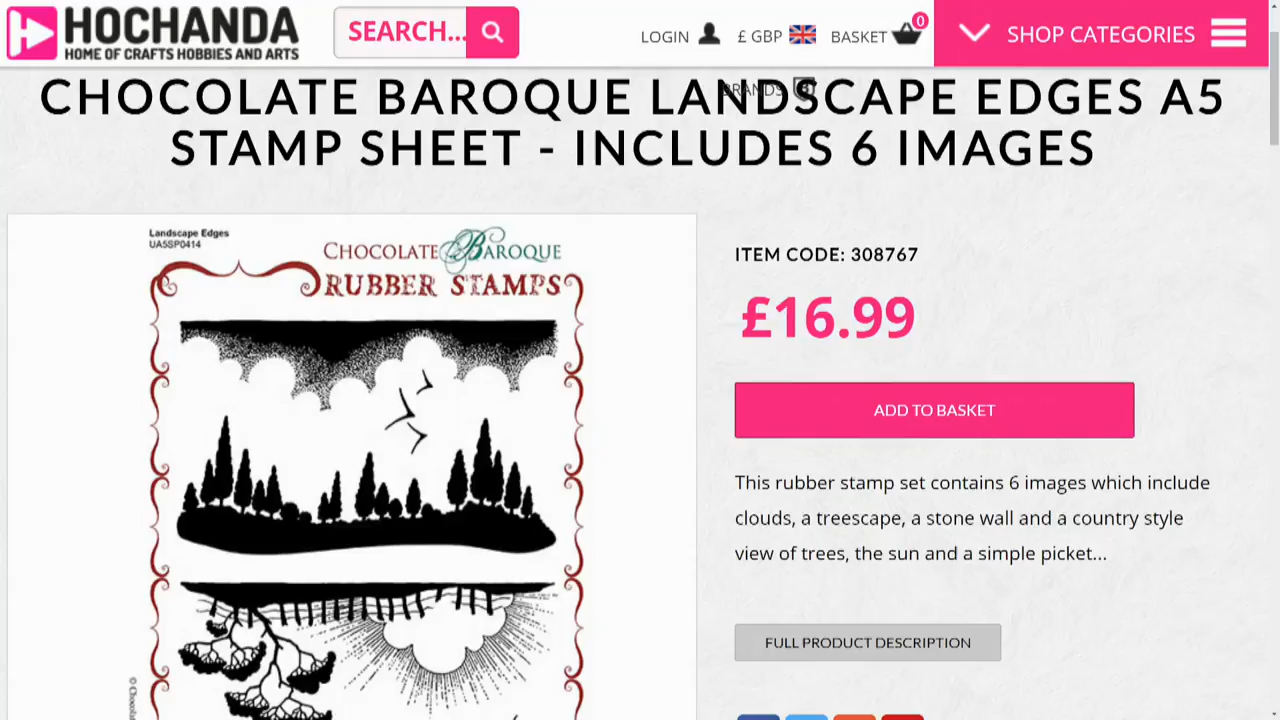 HOCHANDA
HOME OF CRAFTS HOBBIES AND ARTS
SEARCH...
LOGIN
£ GBP
BASKET
0
SHOP CATEGORIES
BRANDS
CHOCOLATE BAROQUE LANDSCAPE EDGES A5
STAMP SHEET - INCLUDES 6 IMAGES
Landscape Edges
UA5SP0414
CHOCOLATE BAROQUE
RUBBER STAMPS
© Chocola
ITEM CODE: 308767
£16.99
ADD TO BASKET
This rubber stamp set contains 6 images which include
clouds, a treescape, a stone wall and a country style
view of trees, the sun and a simple picket...
FULL PRODUCT DESCRIPTION